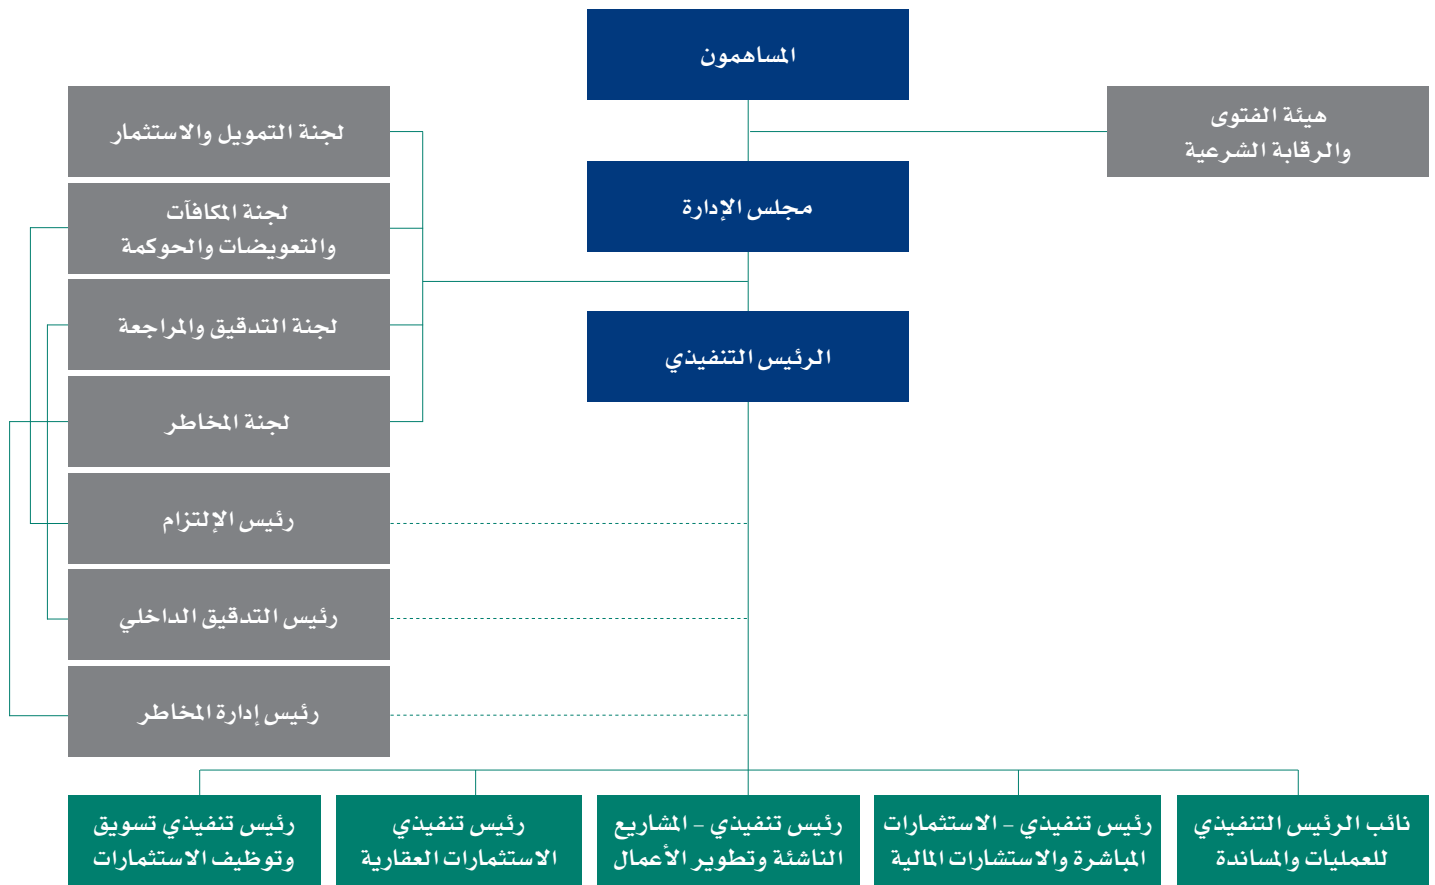 المساهمون
هيئة الفتوى
والرقابة الشرعية
مجلس الإدارة
الرئيس التنفيذي
لجنة التمويل والاستثمار
لجنة المكافآت
والتعويضات والحوكمة
لجنة التدقيق والمراجعة
لجنة المخاطر
رئيس الإلتزام
رئيس التدقيق الداخلي
رئيس إدارة المخاطر
نائب الرئيس التنفيذي
للعمليات والمساندة
رئيس تنفيذي – الاستثمارات
المباشرة والاستشارات المالية
رئيس تنفيذي – المشاريع
الناشئة وتطوير الأعمال
رئيس تنفيذي
الاستثمارات العقارية
رئيس تنفيذي تسويق
وتوظيف الاستثمارات